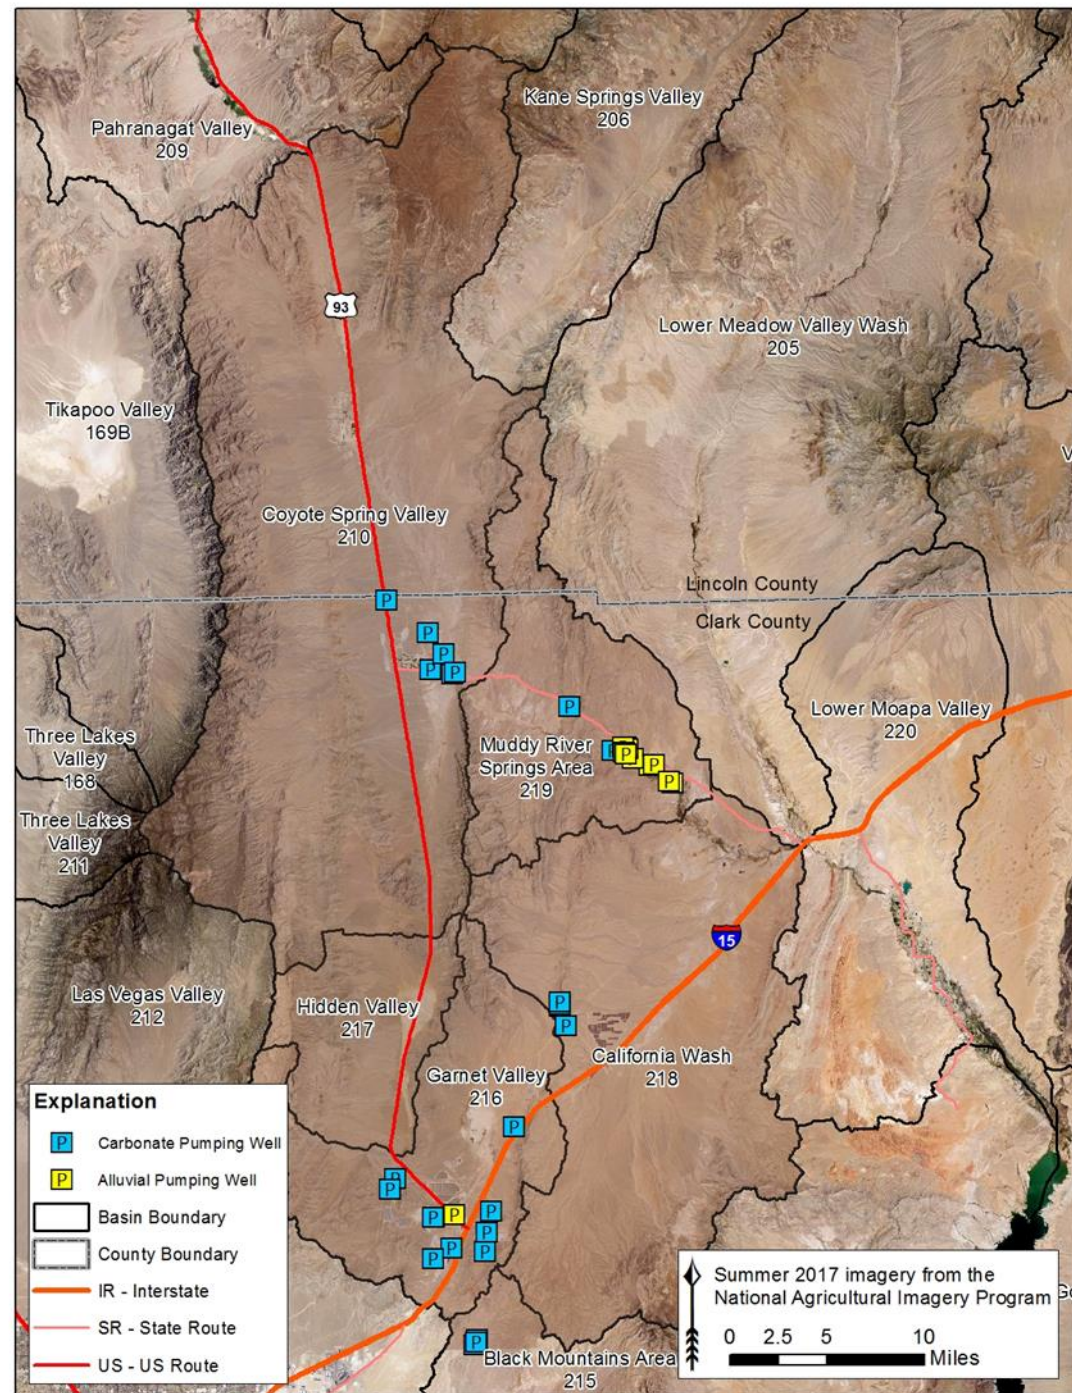 Kane Springs Valley
206
Pahranagat Valley
209
93
Lower Meadow Valley Wash
205
Tikapoo Valley
169B
V
Coyote Spring Valley
210
Lincoln County
Clark County
P
P
P
P
P
P
Lower Moapa Valley
220
Three Lakes
Valley
168
Muddy River
Springs Area
219
P
P
P
Three Lakes
Valley
211
15
Las Vegas Valley
212
Hidden Valley
217
P
P
California Wash
218
Garnet Valley
216
P
P
P
P
P
P
P
P
P
P
P
Black Mountains Area
215
Go
Explanation
P Carbonate Pumping Well
P Alluvial Pumping Well
Basin Boundary
County Boundary
IR - Interstate
SR - State Route
US - US Route
Summer 2017 imagery from the
National Agricultural Imagery Program
0 2.5 5 10
Miles